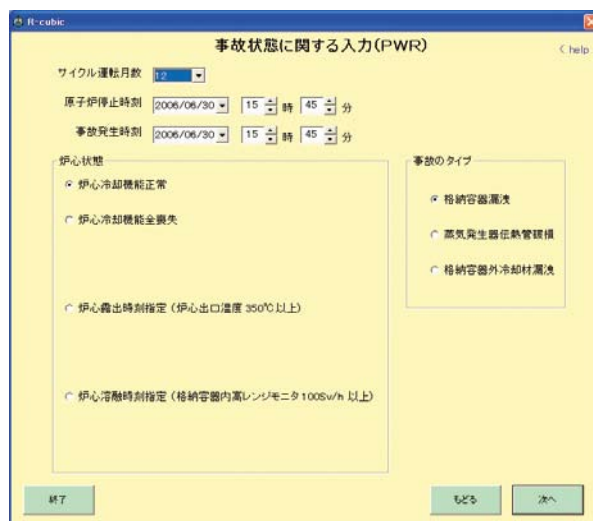 R-cubic
事故状態に関する入力(PWR)
< help
サイクル運転月数 12
原子炉停止時刻 2006/06/30 15 時 45 分
事故発生時刻 2006/06/30 15 時 45 分
炉心状態
炉心冷却機能正常
炉心冷却機能全喪失
炉心露出時刻指定 (炉心出口温度 350℃以上)
炉心溶融時刻指定 (格納容器内高レンジモニタ 100Sv/h 以上)
事故のタイプ
格納容器漏洩
蒸気発生器伝熱管破損
格納容器外冷却材漏洩
終了
もどる
次へ